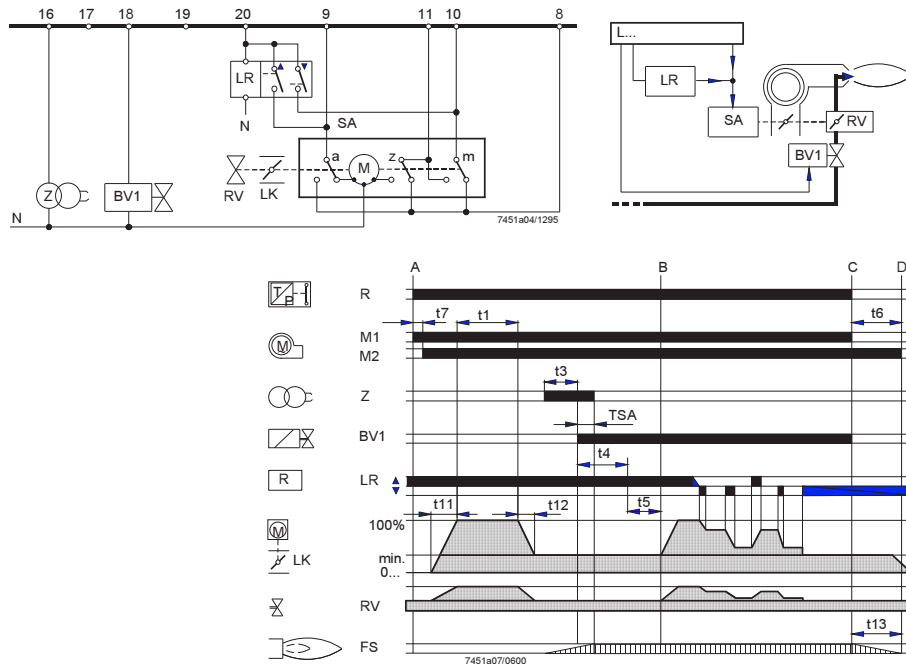 16 17 18 19 20 9 11 10 8
LR
N
SA
a M z m
Z BV1 RV LK
N
7451a04/1295
L...
LR
SA RV
BV1
A B C D
R
t7 t1 t6
M1
M M2
t3
Z
TSA
BV1
t4
R LR
t11 t12 t5
100%
M
LK min.
0...
RV
t13
FS
7451a07/0600